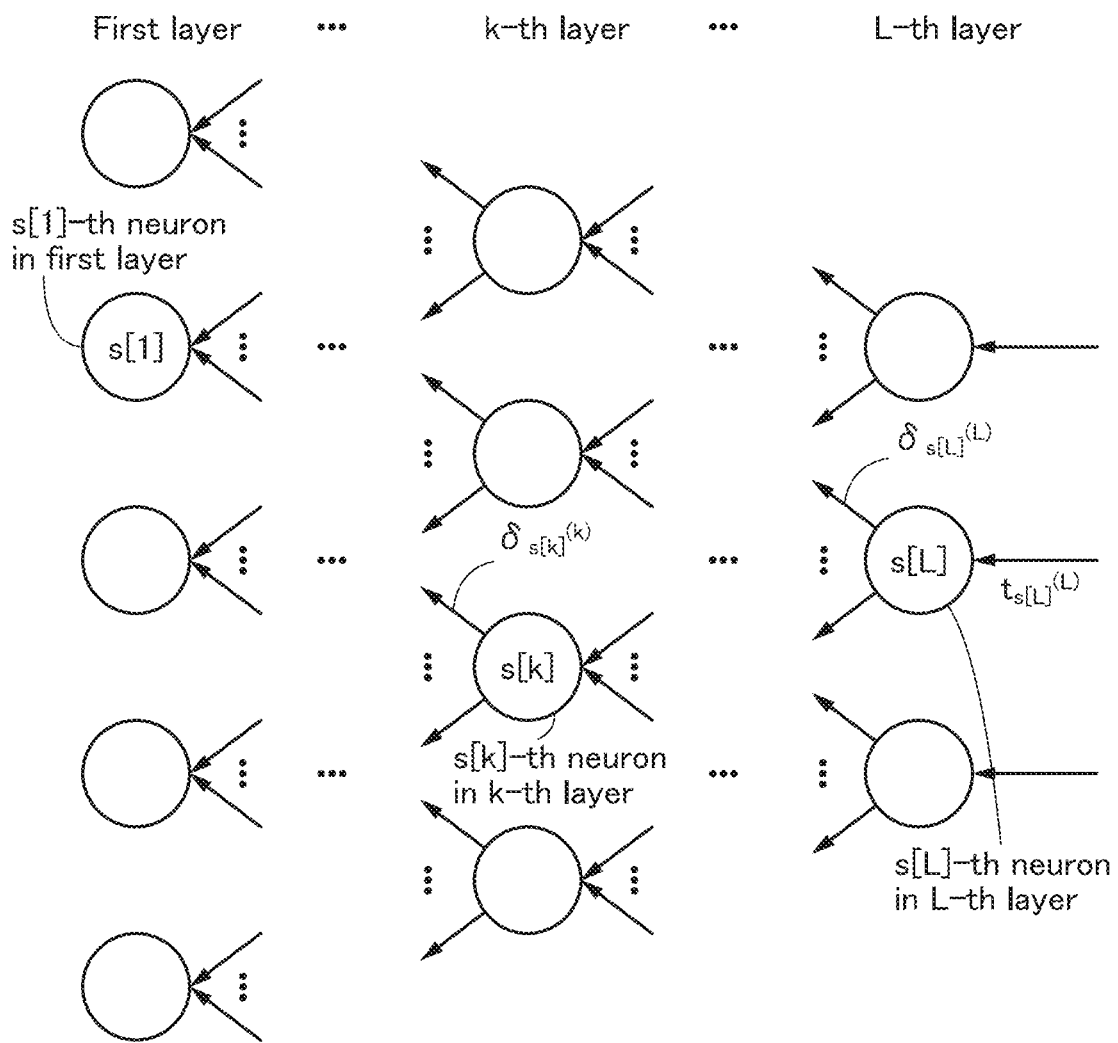 First layer ••• k-th layer ••• L-th layer
s[1]-th neuron
in first layer
s[1]
δ s[L](L)
δ s[k](k)
s[L]
ts[L](L)
s[k]
s[k]-th neuron
in k-th layer
s[L]-th neuron
in L-th layer